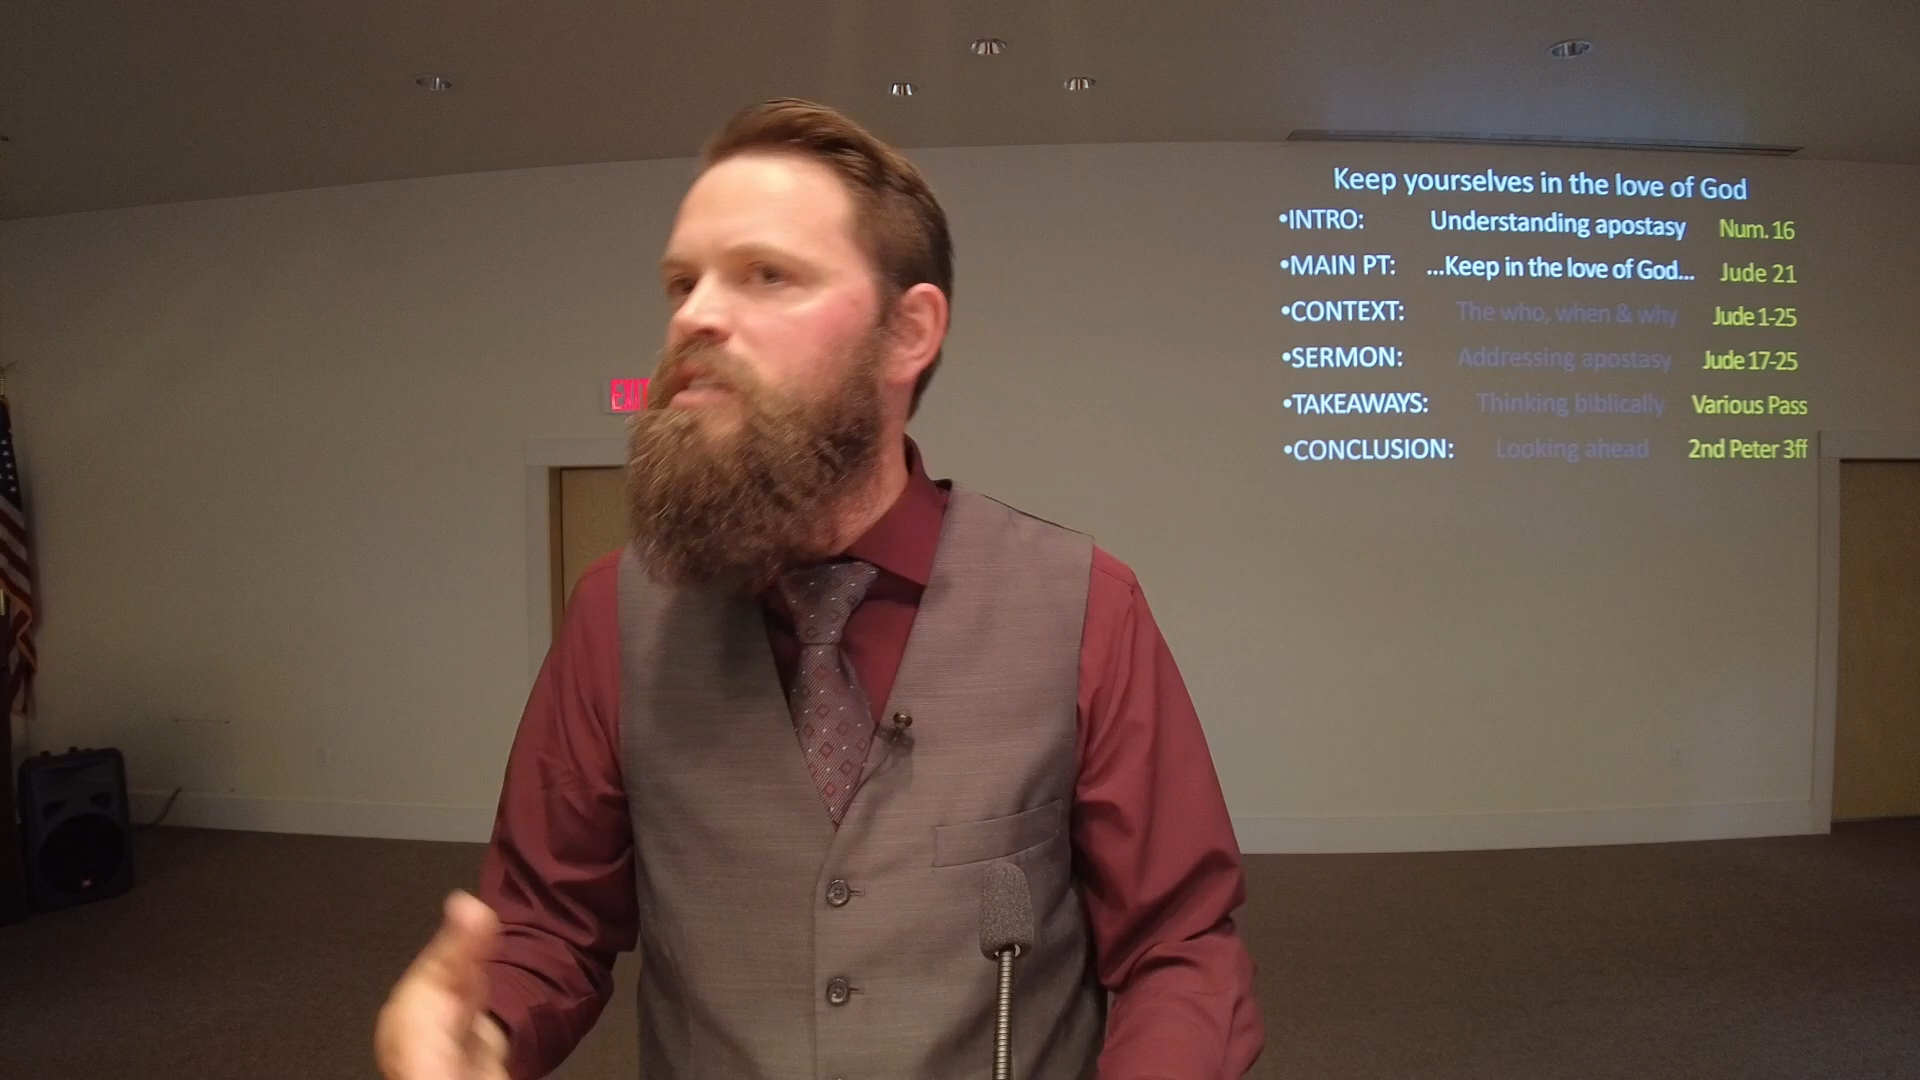 Keep yourselves in the love of God
•INTRO: Understanding apostasy Num. 16
•MAIN PT: ...Keep in the love of God... Jude 21
•CONTEXT: The who, when & why Jude 1-25
•SERMON: Addressing apostasy Jude 17-25
•TAKEAWAYS: Thinking biblically Various Pass
•CONCLUSION: Looking ahead 2nd Peter 3ff
EXIT